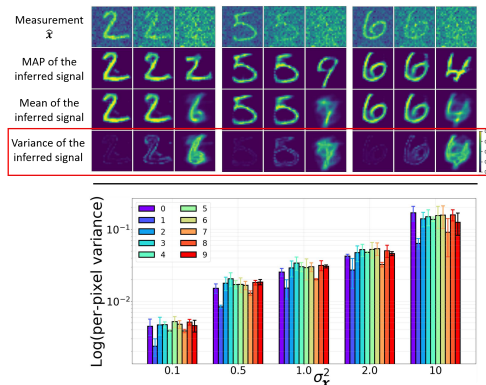 Measurement
x̂
MAP of the
inferred signal
Mean of the
inferred signal
Variance of the
inferred signal
Log(per-pixel variance)
10⁻¹
10⁻²
0 5
1 6
2 7
3 8
4 9
0.1 0.5 1.0 2.0 10
σ²ₓ